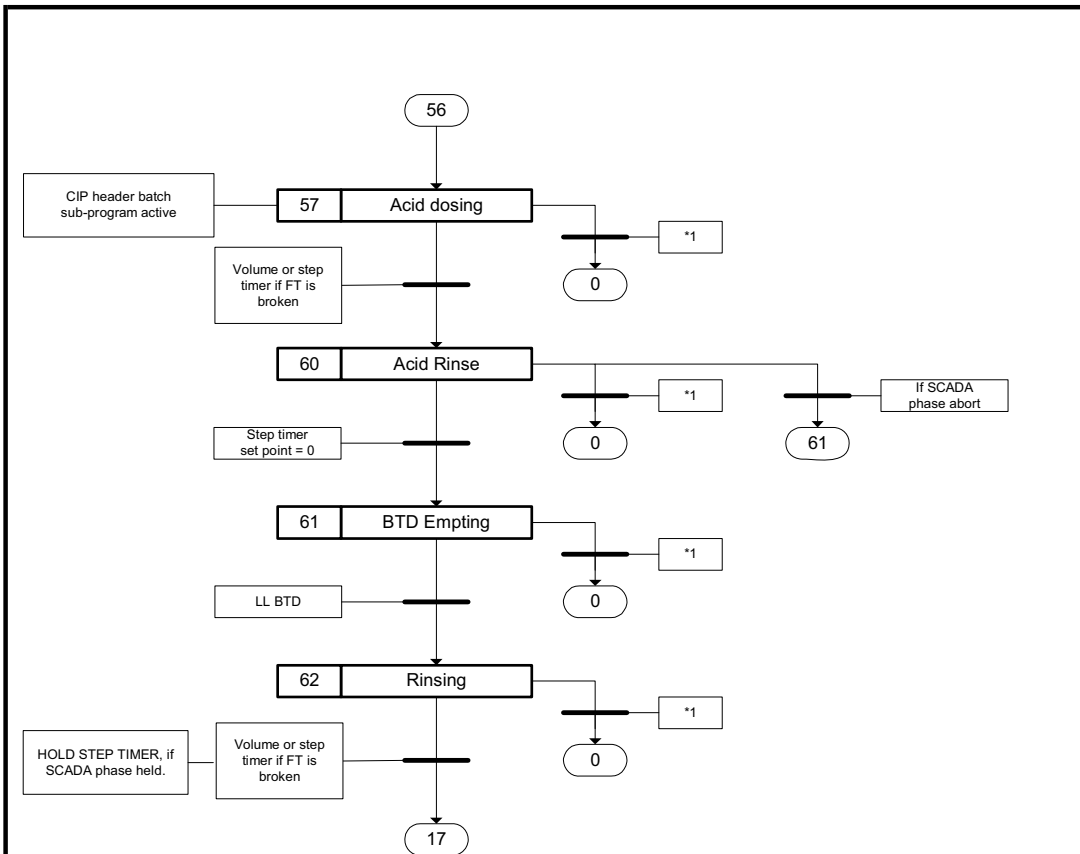 56
CIP header batch
sub-program active
57
Acid dosing
*1
Volume or step
timer if FT is
broken
0
60
Acid Rinse
*1
If SCADA
phase abort
Step timer
set point = 0
0
61
61
BTD Empting
*1
LL BTD
0
62
Rinsing
*1
HOLD STEP TIMER, if
SCADA phase held.
Volume or step
timer if FT is
broken
0
17